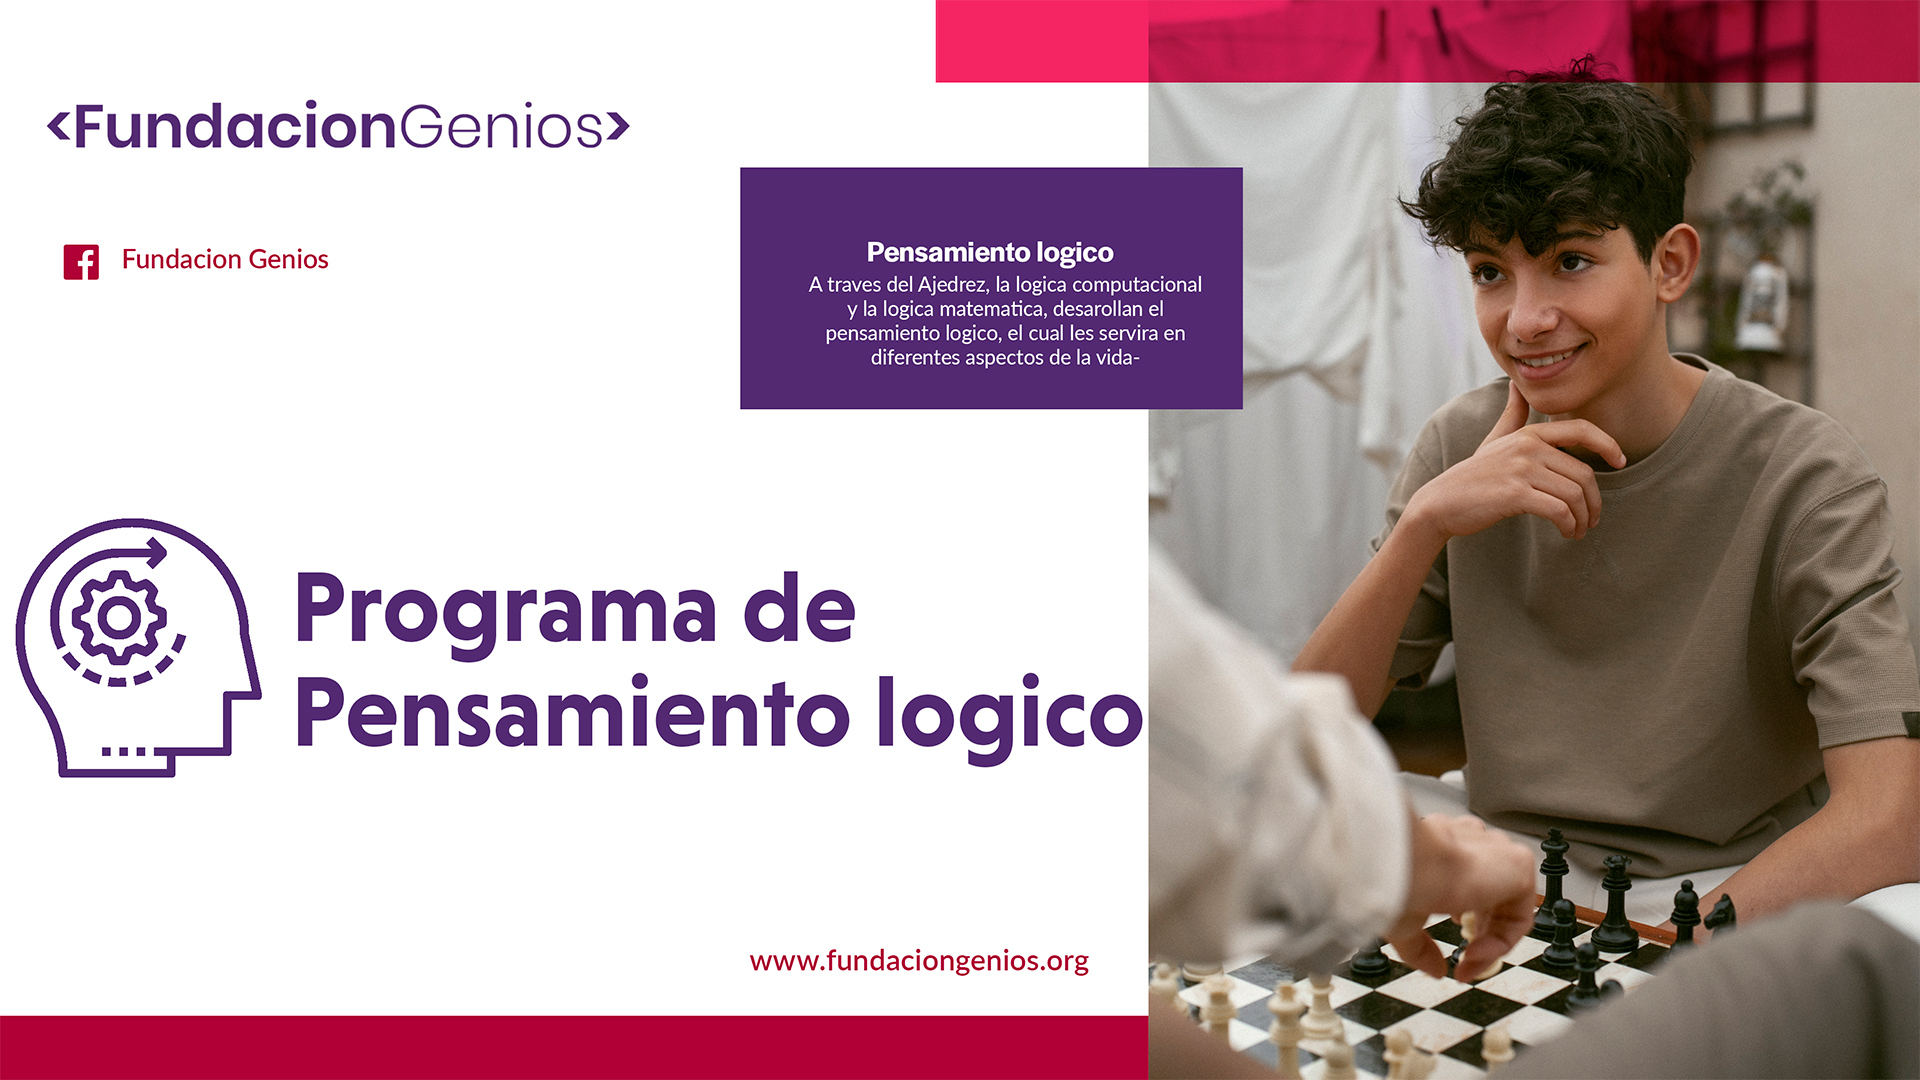 <FundacionGenios>
Fundacion Genios
Pensamiento logico
A traves del Ajedrez, la logica computacional
y la logica matematica, desarollan el
pensamiento logico, el cual les servira en
diferentes aspectos de la vida-
Programa de
Pensamiento logico
www.fundaciongenios.org